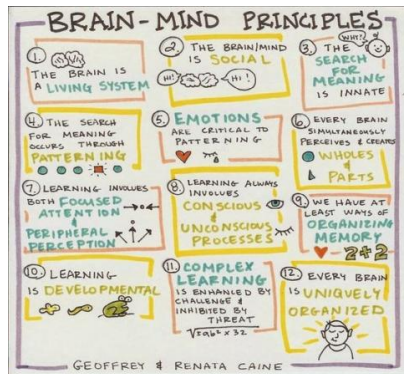 BRAIN-MIND PRINCIPLES
1.
THE BRAIN IS
A LIVING SYSTEM
2. THE BRAIN/MIND
IS SOCIAL
HI!
HI!
WHY?
3. THE
SEARCH
FOR
MEANING
IS INNATE
4. THE SEARCH
FOR MEANING
OCCURS THROUGH
PATTERNING
5. EMOTIONS
ARE CRITICAL TO
PATTERNING
6. EVERY BRAIN
SIMULTANEOUSLY
PERCEIVES & CREATES
WHOLES
&
PARTS
7. LEARNING INVOLVES
BOTH FOCUSED
ATTENTION
&
PERIPHERAL
PERCEPTION
8. LEARNING ALWAYS
INVOLVES
CONSCIOUS
&
UNCONSCIOUS
PROCESSES
9. WE HAVE AT
LEAST WAYS OF
ORGANIZING
MEMORY
2+2
10. LEARNING
IS DEVELOPMENTAL
11. COMPLEX
LEARNING
IS ENHANCED BY
CHALLENGE &
INHIBITED BY
THREAT
12. EVERY BRAIN
IS UNIQUELY
ORGANIZED
GEOFFREY & RENATA CAINE